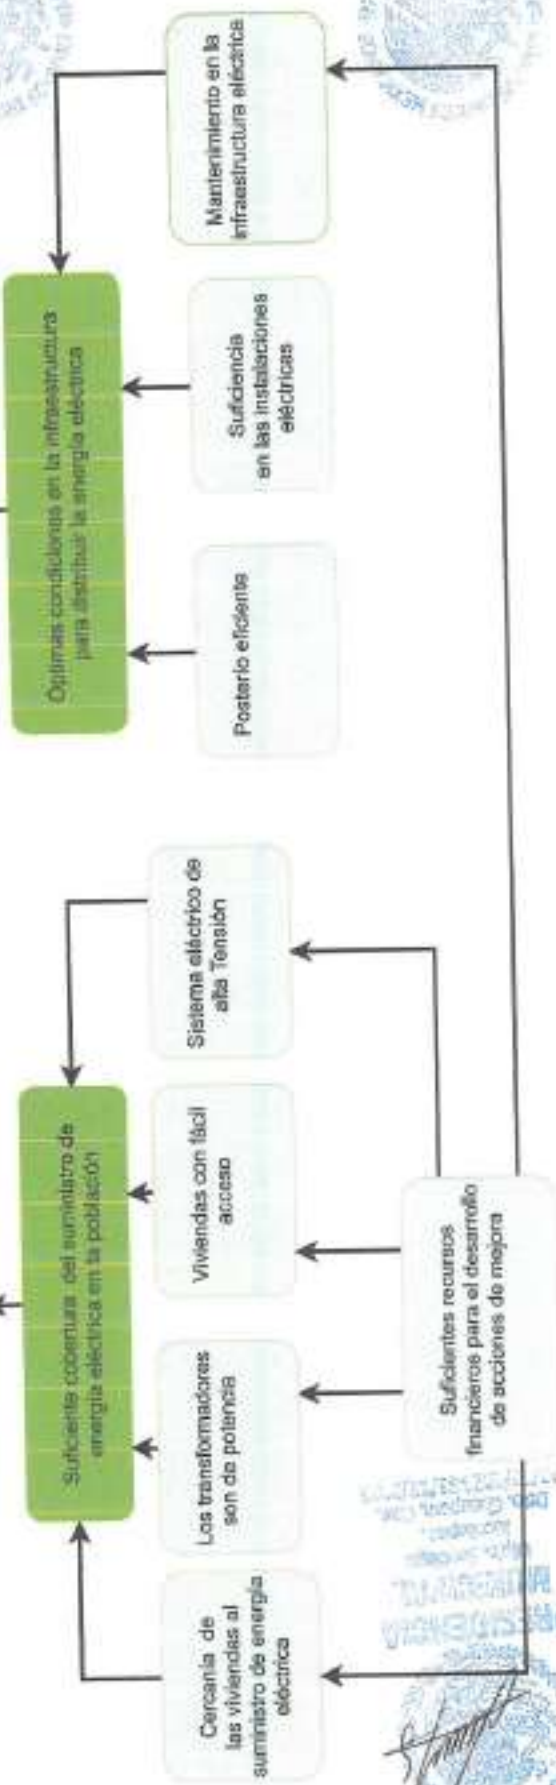 Suficiente cobertura del suministro de
energía eléctrica en la población
Óptimas condiciones en la infraestructura
para distribuir la energía eléctrica
Cercanía de
las viviendas al
suministro de energía
eléctrica
Los transformadores
son de potencia
Viviendas con fácil
acceso
Sistema eléctrico de
alta Tensión
Posterío eficiente
Suficiencia
en las instalaciones
eléctricas
Mantenimiento en la
infraestructura eléctrica
Suficientes recursos
financieros para el desarrollo
de acciones de mejora